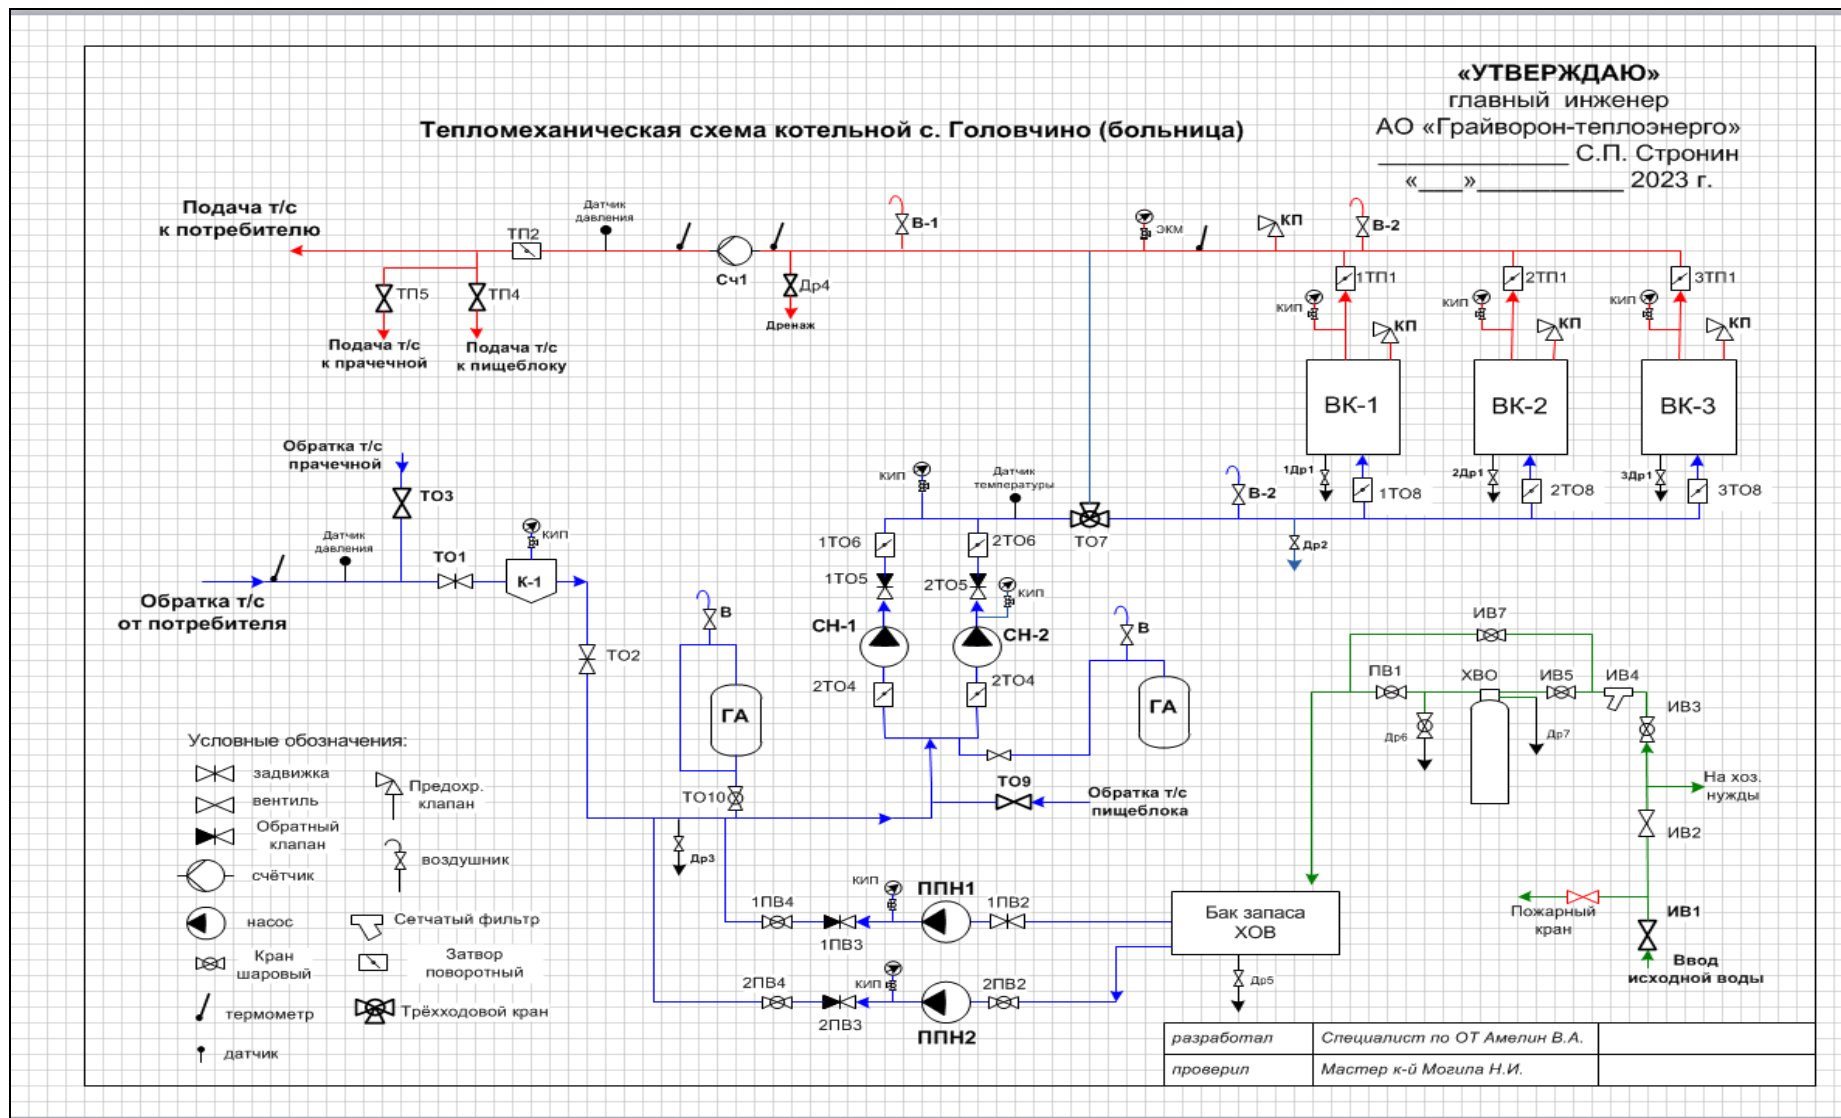 «УТВЕРЖДАЮ»
главный инженер
АО «Грайворон-теплоэнерго»
______________ С.П. Стронин
«___»___________ 2023 г.
Тепломеханическая схема котельной с. Головчино (больница)
Подача т/с
к потребителю
ТП2
Датчик
давления
Сч1
Др4
Дренаж
В-1
ЭКМ
КП
В-2
ТП5
ТП4
Подача т/с
к прачечной
Подача т/с
к пищеблоку
1ТП1
2ТП1
3ТП1
КИП
КИП
КИП
КП
КП
КП
ВК-1
ВК-2
ВК-3
1Др1
2Др1
3Др1
1ТО8
2ТО8
3ТО8
Обратка т/с
прачечной
ТО3
Датчик
давления
ТО1
КИП
К-1
Обратка т/с
от потребителя
ТО2
КИП
Датчик
температуры
В-2
ТО7
Др2
1ТО6
2ТО6
1ТО5
2ТО5
КИП
СН-1
СН-2
2ТО4
2ТО4
В
ГА
В
ГА
ТО10
ТО9
Обратка т/с
пищеблока
Др3
ИВ7
ПВ1
ХВО
ИВ5
ИВ4
ИВ3
Др6
Др7
На хоз.
нужды
ИВ2
Пожарный
кран
ИВ1
Ввод
исходной воды
ППН1
КИП
1ПВ4
1ПВ3
1ПВ2
Бак запаса
ХОВ
Др5
2ПВ4
2ПВ3
КИП
2ПВ2
ППН2
Условные обозначения:
задвижка
вентиль
Обратный
клапан
счётчик
насос
Кран
шаровый
термометр
датчик
Предохр.
клапан
воздушник
Сетчатый фильтр
Затвор
поворотный
Трёхходовой кран
разработал Специалист по ОТ Амелин В.А.
проверил Мастер к-й Могила Н.И.